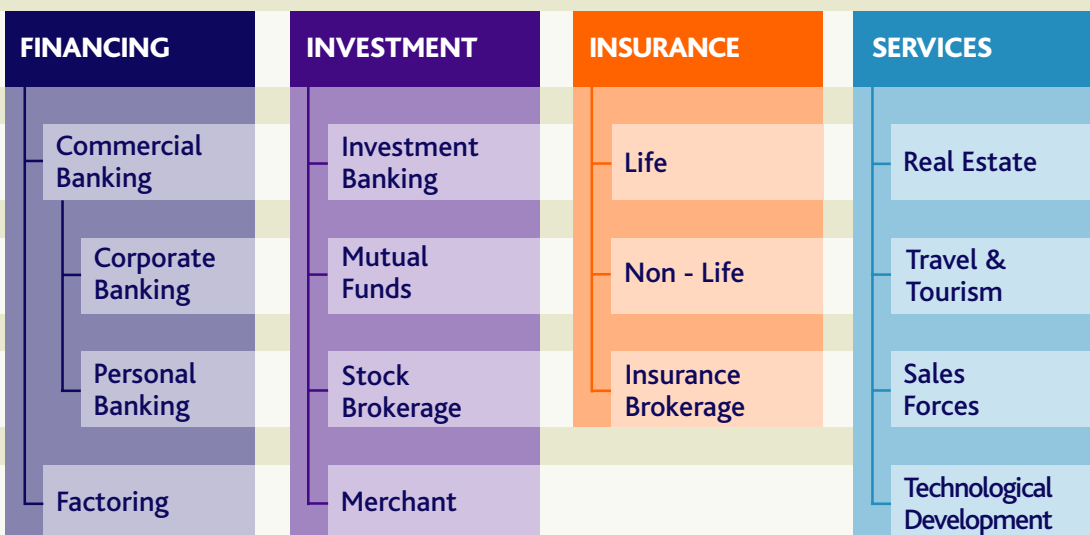 FINANCING
Commercial
Banking
Corporate
Banking
Personal
Banking
Factoring
INVESTMENT
Investment
Banking
Mutual
Funds
Stock
Brokerage
Merchant
INSURANCE
Life
Non - Life
Insurance
Brokerage
SERVICES
Real Estate
Travel &
Tourism
Sales
Forces
Technological
Development